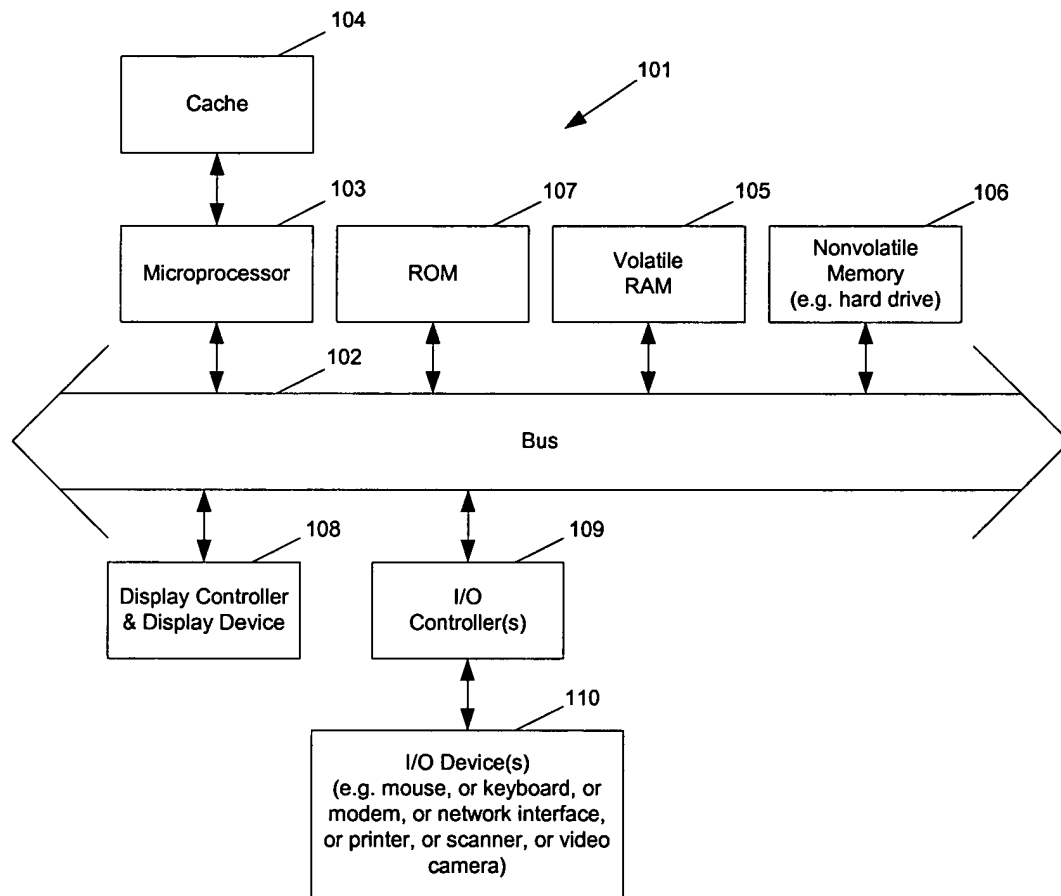 104
Cache
101
103
107
105
106
Microprocessor
ROM
Volatile
RAM
Nonvolatile
Memory
(e.g. hard drive)
102
Bus
108
109
Display Controller
& Display Device
I/O
Controller(s)
110
I/O Device(s)
(e.g. mouse, or keyboard, or
modem, or network interface,
or printer, or scanner, or video
camera)